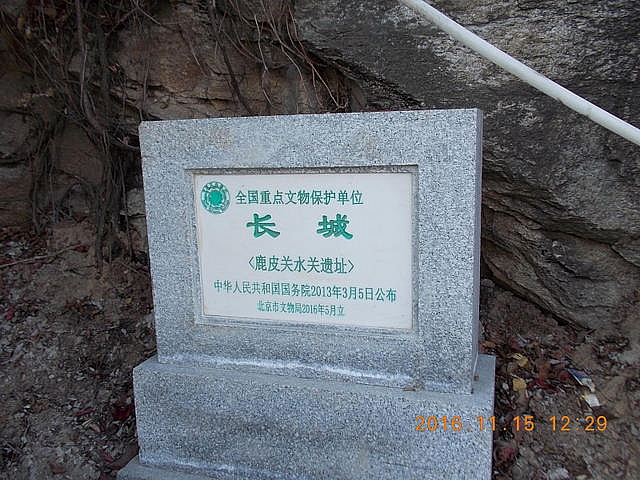 全国重点文物保护单位
长城
〈鹿皮关水关遗址〉
中华人民共和国国务院2013年3月5日公布
北京市文物局2016年5月立
2016.11.15 12:29